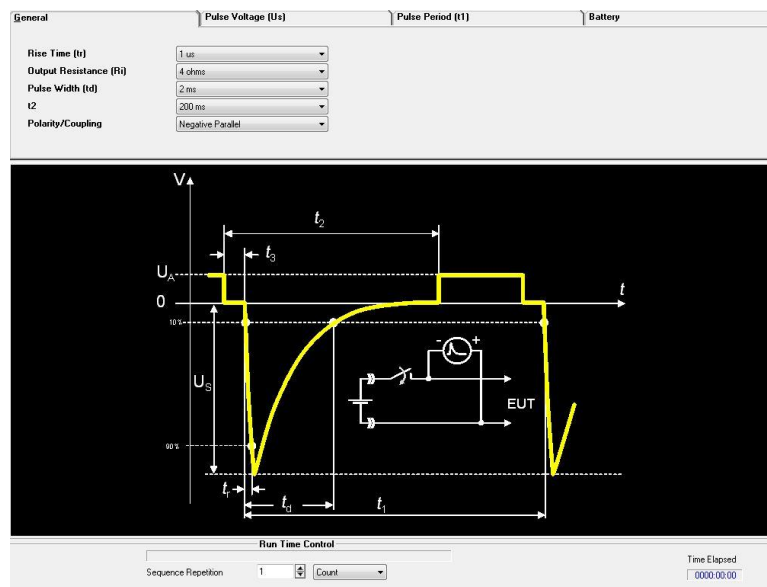 General Pulse Voltage (Us) Pulse Period (t1) Battery
Rise Time (tr) 1 us
Output Resistance (Ri) 4 ohms
Pulse Width (td) 2 ms
t2 200 ms
Polarity/Coupling Negative Parallel
V
t2
t3
UA
0 t
10%
- +
US
EUT
90%
tr
td t1
Run Time Control
Sequence Repetition 1 Count
Time Elapsed
0000:00:00